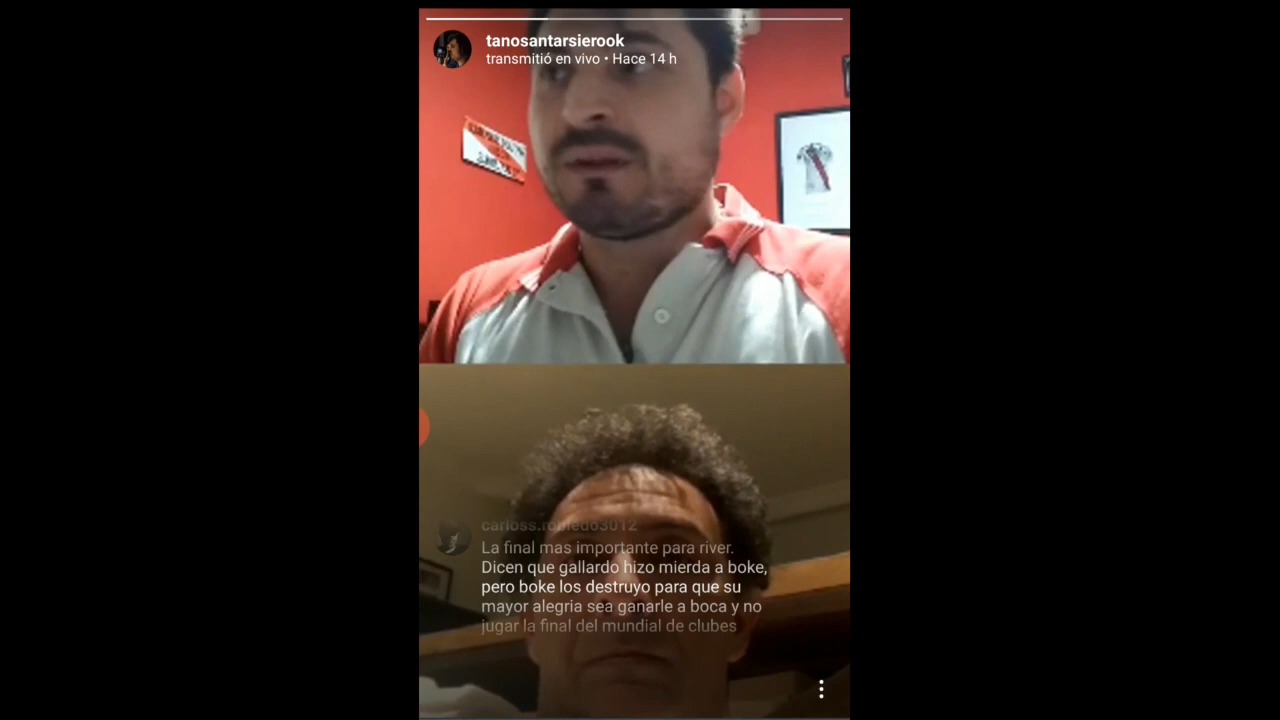 tanosantarsierook
transmitió en vivo • Hace 14 h
carloss.robledo3012
La final mas importante para river.
Dicen que gallardo hizo mierda a boke,
pero boke los destruyo para que su
mayor alegria sea ganarle a boca y no
jugar la final del mundial de clubes